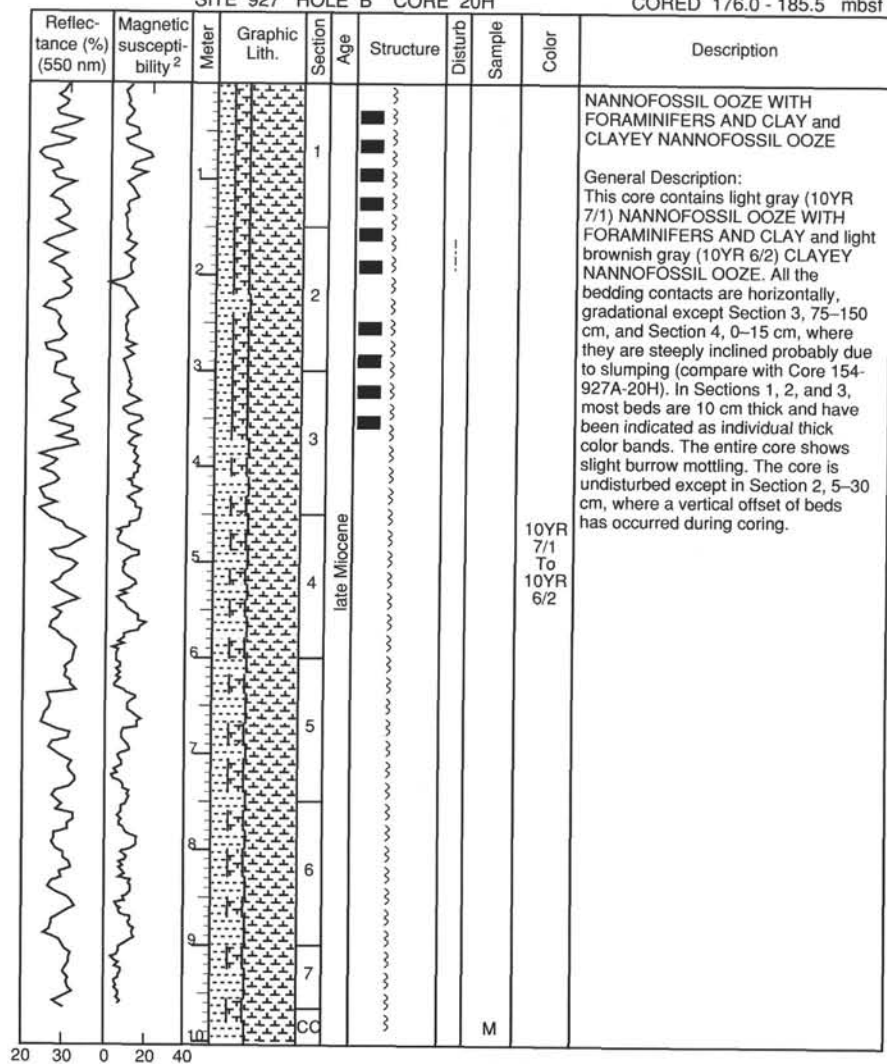 SITE 927 HOLE B CORE 20H CORED 176.0 - 185.5 mbsf
Reflec-
tance (%)
(550 nm)
Magnetic
suscepti-
bility 2
Meter
Graphic
Lith.
Section
Age
Structure
Disturb
Sample
Color
Description
1
2
3
4
5
6
7
8
9
1
2
3
4
5
6
7
CC
late Miocene
M
10YR
7/1
To
10YR
6/2
NANNOFOSSIL OOZE WITH
FORAMINIFERS AND CLAY and
CLAYEY NANNOFOSSIL OOZE
General Description:
This core contains light gray (10YR
7/1) NANNOFOSSIL OOZE WITH
FORAMINIFERS AND CLAY and light
brownish gray (10YR 6/2) CLAYEY
NANNOFOSSIL OOZE. All the
bedding contacts are horizontally,
gradational except Section 3, 75–150
cm, and Section 4, 0–15 cm, where
they are steeply inclined probably due
to slumping (compare with Core 154-
927A-20H). In Sections 1, 2, and 3,
most beds are 10 cm thick and have
been indicated as individual thick
color bands. The entire core shows
slight burrow mottling. The core is
undisturbed except in Section 2, 5–30
cm, where a vertical offset of beds
has occurred during coring.
20 30 0 20 40